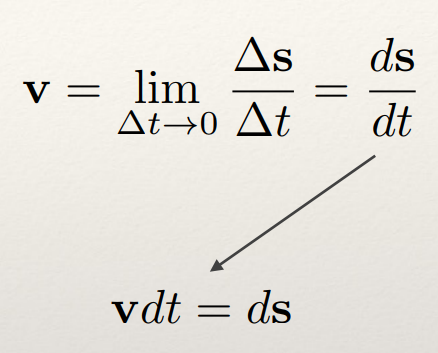 𝐯 = lim_{Δt→0} Δ𝐬/Δt = d𝐬/dt
𝐯dt = d𝐬